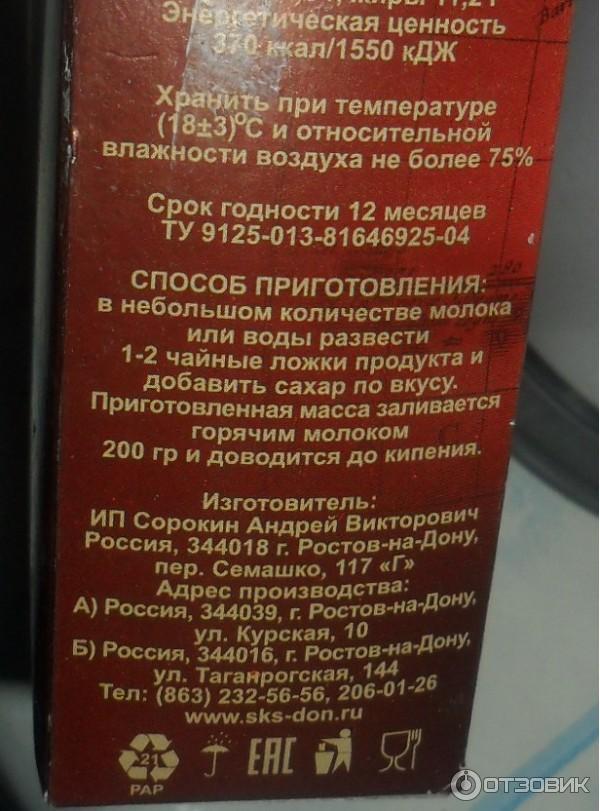 жиры 17,2 г
Энергетическая ценность
370 ккал/1550 кДЖ
Хранить при температуре
(18±3)⁰С и относительной
влажности воздуха не более 75%
Срок годности 12 месяцев
ТУ 9125-013-81646925-04
СПОСОБ ПРИГОТОВЛЕНИЯ:
в небольшом количестве молока
или воды развести
1-2 чайные ложки продукта и
добавить сахар по вкусу.
Приготовленная масса заливается
горячим молоком
200 гр и доводится до кипения.
Изготовитель:
ИП Сорокин Андрей Викторович
Россия, 344018 г. Ростов-на-Дону,
пер. Семашко, 117 «Г»
Адрес производства:
А) Россия, 344039, г. Ростов-на-Дону,
ул. Курская, 10
Б) Россия, 344016, г. Ростов-на-Дону,
ул. Таганрогская, 144
Тел: (863) 232-56-56, 206-01-26
www.sks-don.ru
21
PAP
EAC
ОТЗОВИК